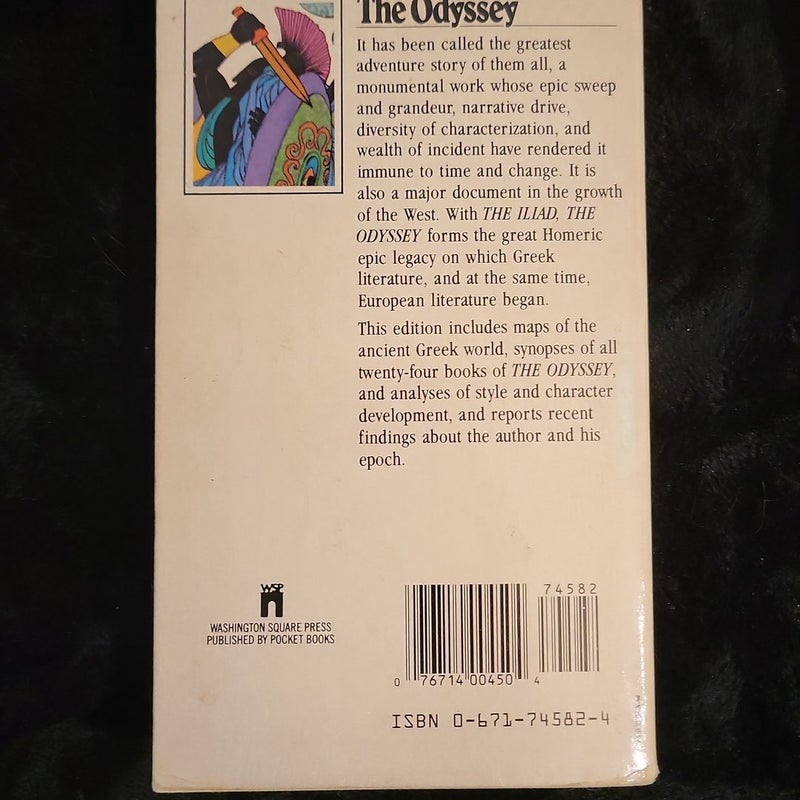 The Odyssey
It has been called the greatest
adventure story of them all, a
monumental work whose epic sweep
and grandeur, narrative drive,
diversity of characterization, and
wealth of incident have rendered it
immune to time and change. It is
also a major document in the growth
of the West. With THE ILIAD, THE
ODYSSEY forms the great Homeric
epic legacy on which Greek
literature, and at the same time,
European literature began.
This edition includes maps of the
ancient Greek world, synopses of all
twenty-four books of THE ODYSSEY,
and analyses of style and character
development, and reports recent
findings about the author and his
epoch.
WSP
WASHINGTON SQUARE PRESS
PUBLISHED BY POCKET BOOKS
74582
0 76714 00450 4
ISBN 0-671-74582-4